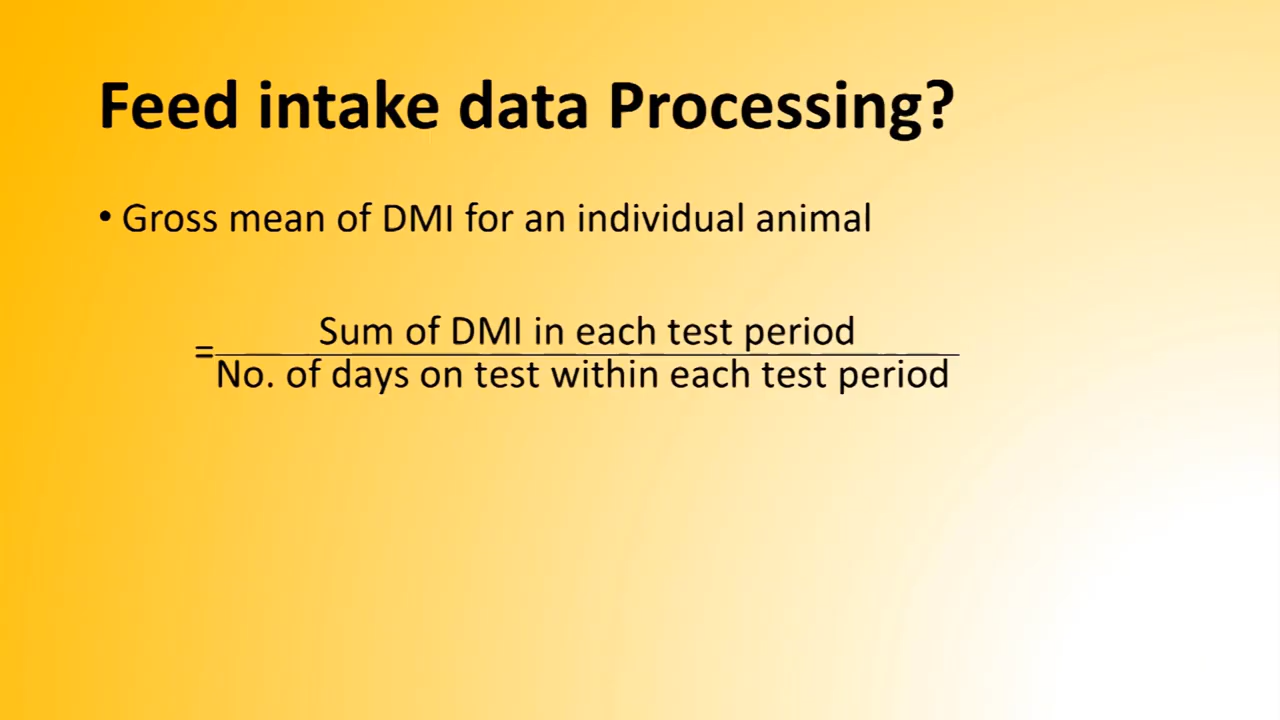 Feed intake data Processing?
• Gross mean of DMI for an individual animal
Sum of DMI in each test period
=
No. of days on test within each test period